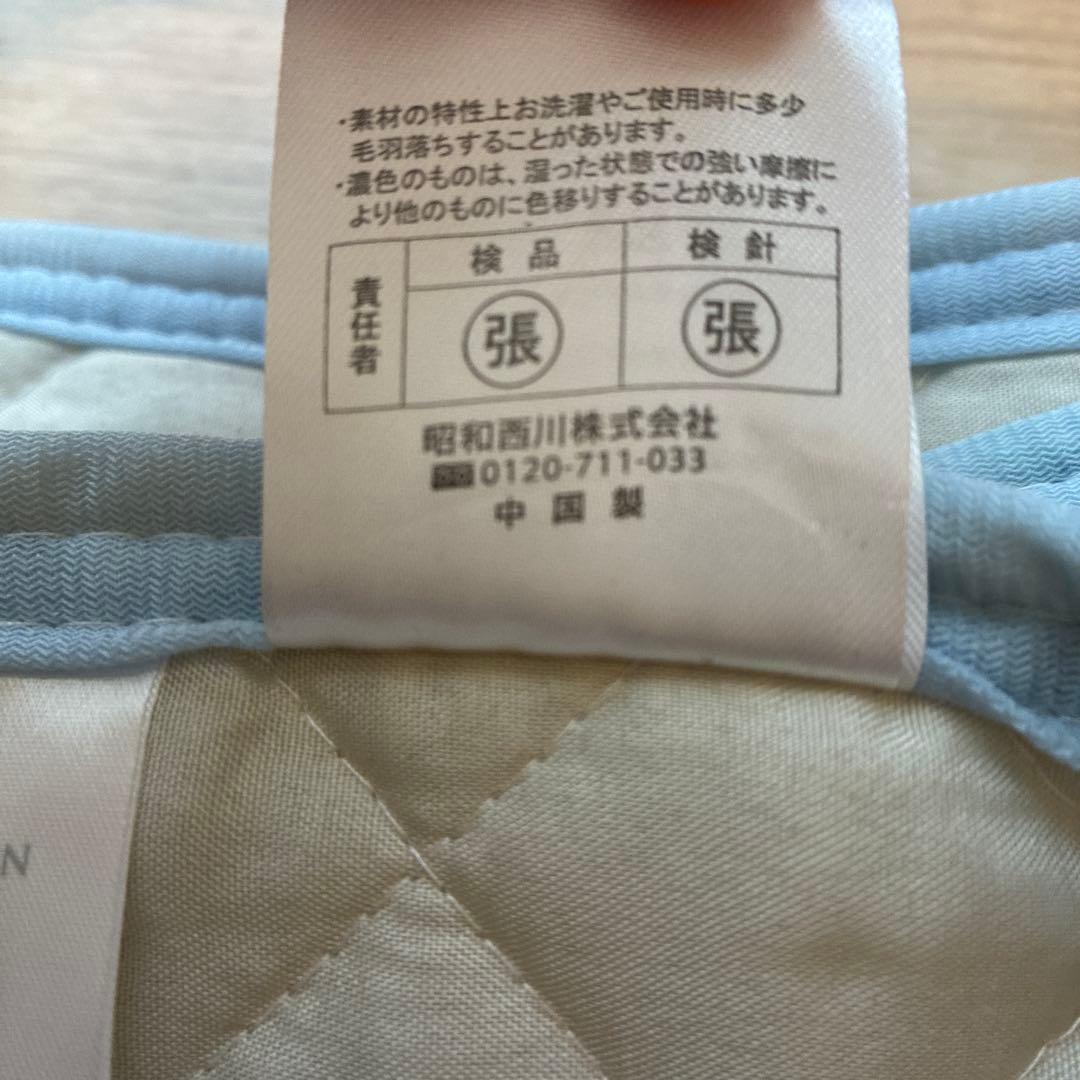 ・素材の特性上お洗濯やご使用時に多少
毛羽落ちすることがあります。
・濃色のものは、湿った状態での強い摩擦に
より他のものに色移りすることがあります。
責任者
検品 検針
張 張
昭和西川株式会社
0120-711-033
中国製
N